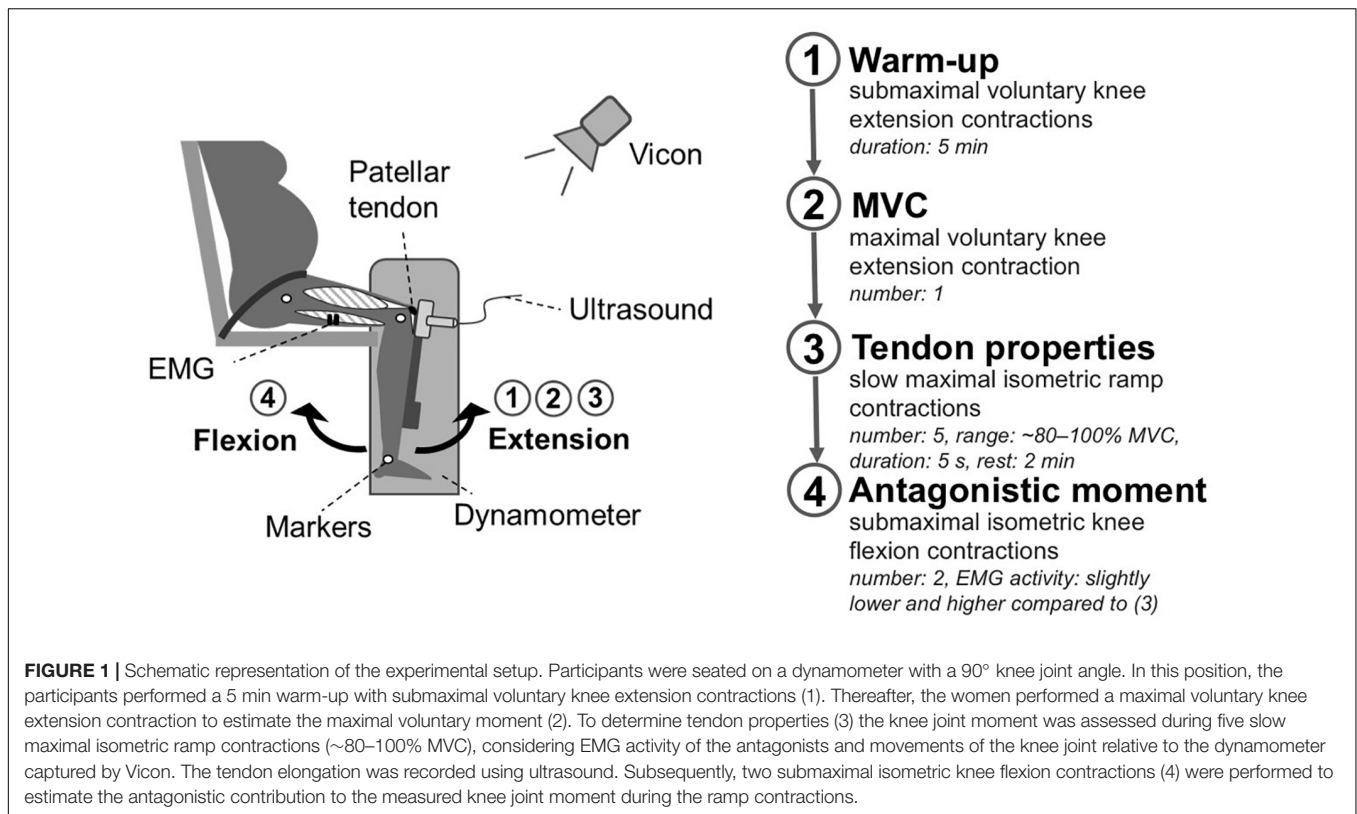 Vicon
Patellar
tendon
Ultrasound
EMG
4
Flexion
1 2 3
Extension
Markers
Dynamometer
1 Warm-up
submaximal voluntary knee
extension contractions
duration: 5 min
2 MVC
maximal voluntary knee
extension contraction
number: 1
3 Tendon properties
slow maximal isometric ramp
contractions
number: 5, range: ~80–100% MVC,
duration: 5 s, rest: 2 min
4 Antagonistic moment
submaximal isometric knee
flexion contractions
number: 2, EMG activity: slightly
lower and higher compared to (3)
FIGURE 1 | Schematic representation of the experimental setup. Participants were seated on a dynamometer with a 90° knee joint angle. In this position, the
participants performed a 5 min warm-up with submaximal voluntary knee extension contractions (1). Thereafter, the women performed a maximal voluntary knee
extension contraction to estimate the maximal voluntary moment (2). To determine tendon properties (3) the knee joint moment was assessed during five slow
maximal isometric ramp contractions (∼80–100% MVC), considering EMG activity of the antagonists and movements of the knee joint relative to the dynamometer
captured by Vicon. The tendon elongation was recorded using ultrasound. Subsequently, two submaximal isometric knee flexion contractions (4) were performed to
estimate the antagonistic contribution to the measured knee joint moment during the ramp contractions.